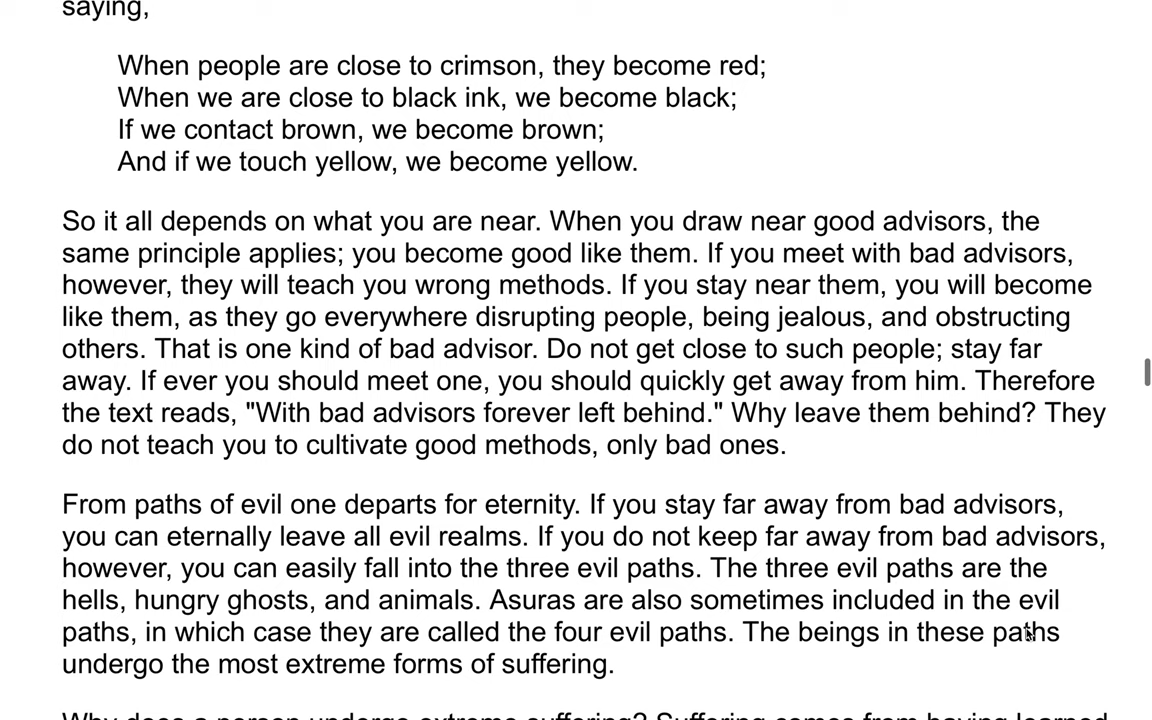 saying,
When people are close to crimson, they become red;
When we are close to black ink, we become black;
If we contact brown, we become brown;
And if we touch yellow, we become yellow.
So it all depends on what you are near. When you draw near good advisors, the
same principle applies; you become good like them. If you meet with bad advisors,
however, they will teach you wrong methods. If you stay near them, you will become
like them, as they go everywhere disrupting people, being jealous, and obstructing
others. That is one kind of bad advisor. Do not get close to such people; stay far
away. If ever you should meet one, you should quickly get away from him. Therefore
the text reads, "With bad advisors forever left behind." Why leave them behind? They
do not teach you to cultivate good methods, only bad ones.
From paths of evil one departs for eternity. If you stay far away from bad advisors,
you can eternally leave all evil realms. If you do not keep far away from bad advisors,
however, you can easily fall into the three evil paths. The three evil paths are the
hells, hungry ghosts, and animals. Asuras are also sometimes included in the evil
paths, in which case they are called the four evil paths. The beings in these paths
undergo the most extreme forms of suffering.
Why does a person undergo extreme suffering? Suffering comes from having learned